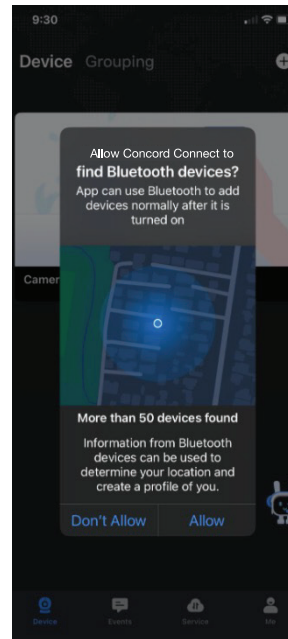 9:30
Device Grouping
Allow Concord Connect to
find Bluetooth devices?
App can use Bluetooth to add
devices normally after it is
turned on
Camer
More than 50 devices found
Information from Bluetooth
devices can be used to
determine your location and
create a profile of you.
Don't Allow Allow
Device Events Service Me